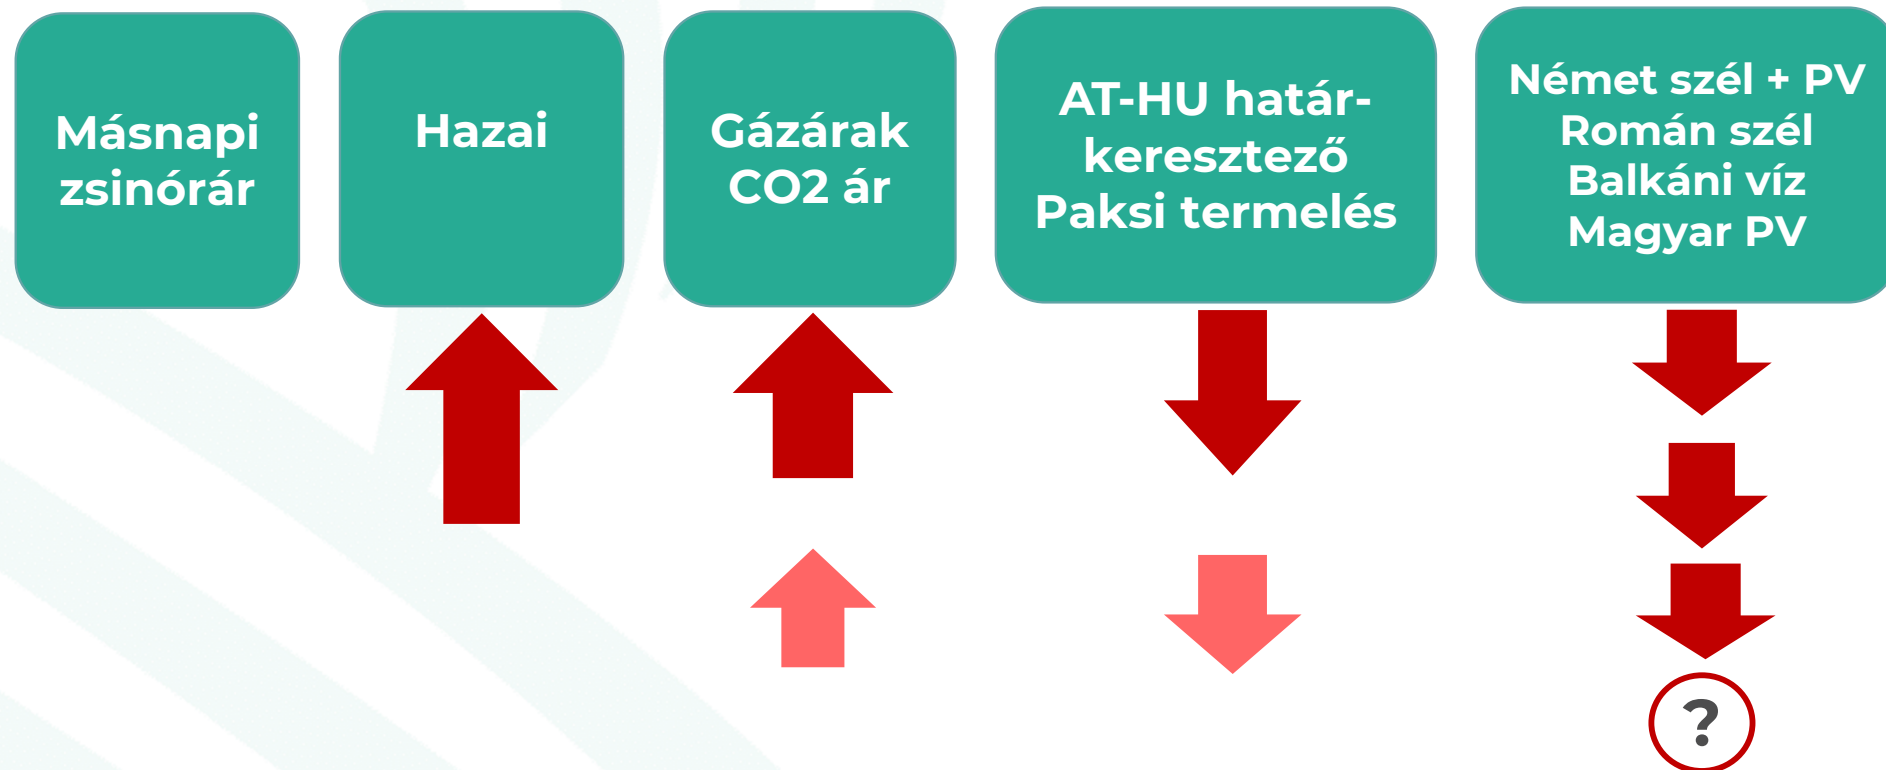 Másnapi
zsinórár
Hazai
Gázárak
CO2 ár
AT-HU határ-
keresztező
Paksi termelés
Német szél + PV
Román szél
Balkáni víz
Magyar PV
?